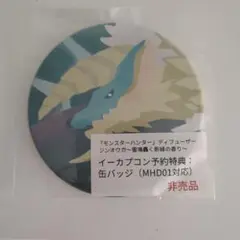 「モンスターハンター」ディフューザー
ジンオウガ〜雷鳴轟く無縁の香り〜
イーカプコン予約特典：
缶バッジ（MHD01対応）
非売品